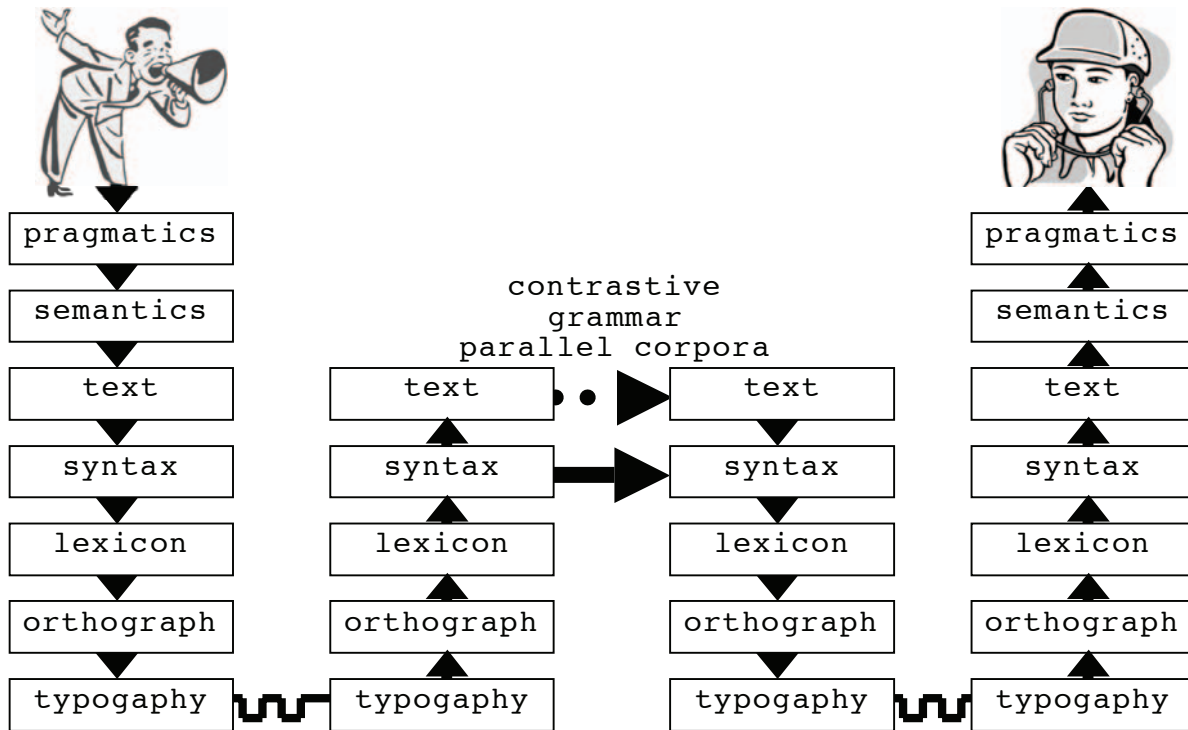 pragmatics
semantics
text
syntax
lexicon
orthograph
typogaphy
text
syntax
lexicon
orthograph
typogaphy
contrastive
grammar
parallel corpora
text
syntax
lexicon
orthograph
typogaphy
pragmatics
semantics
text
syntax
lexicon
orthograph
typogaphy